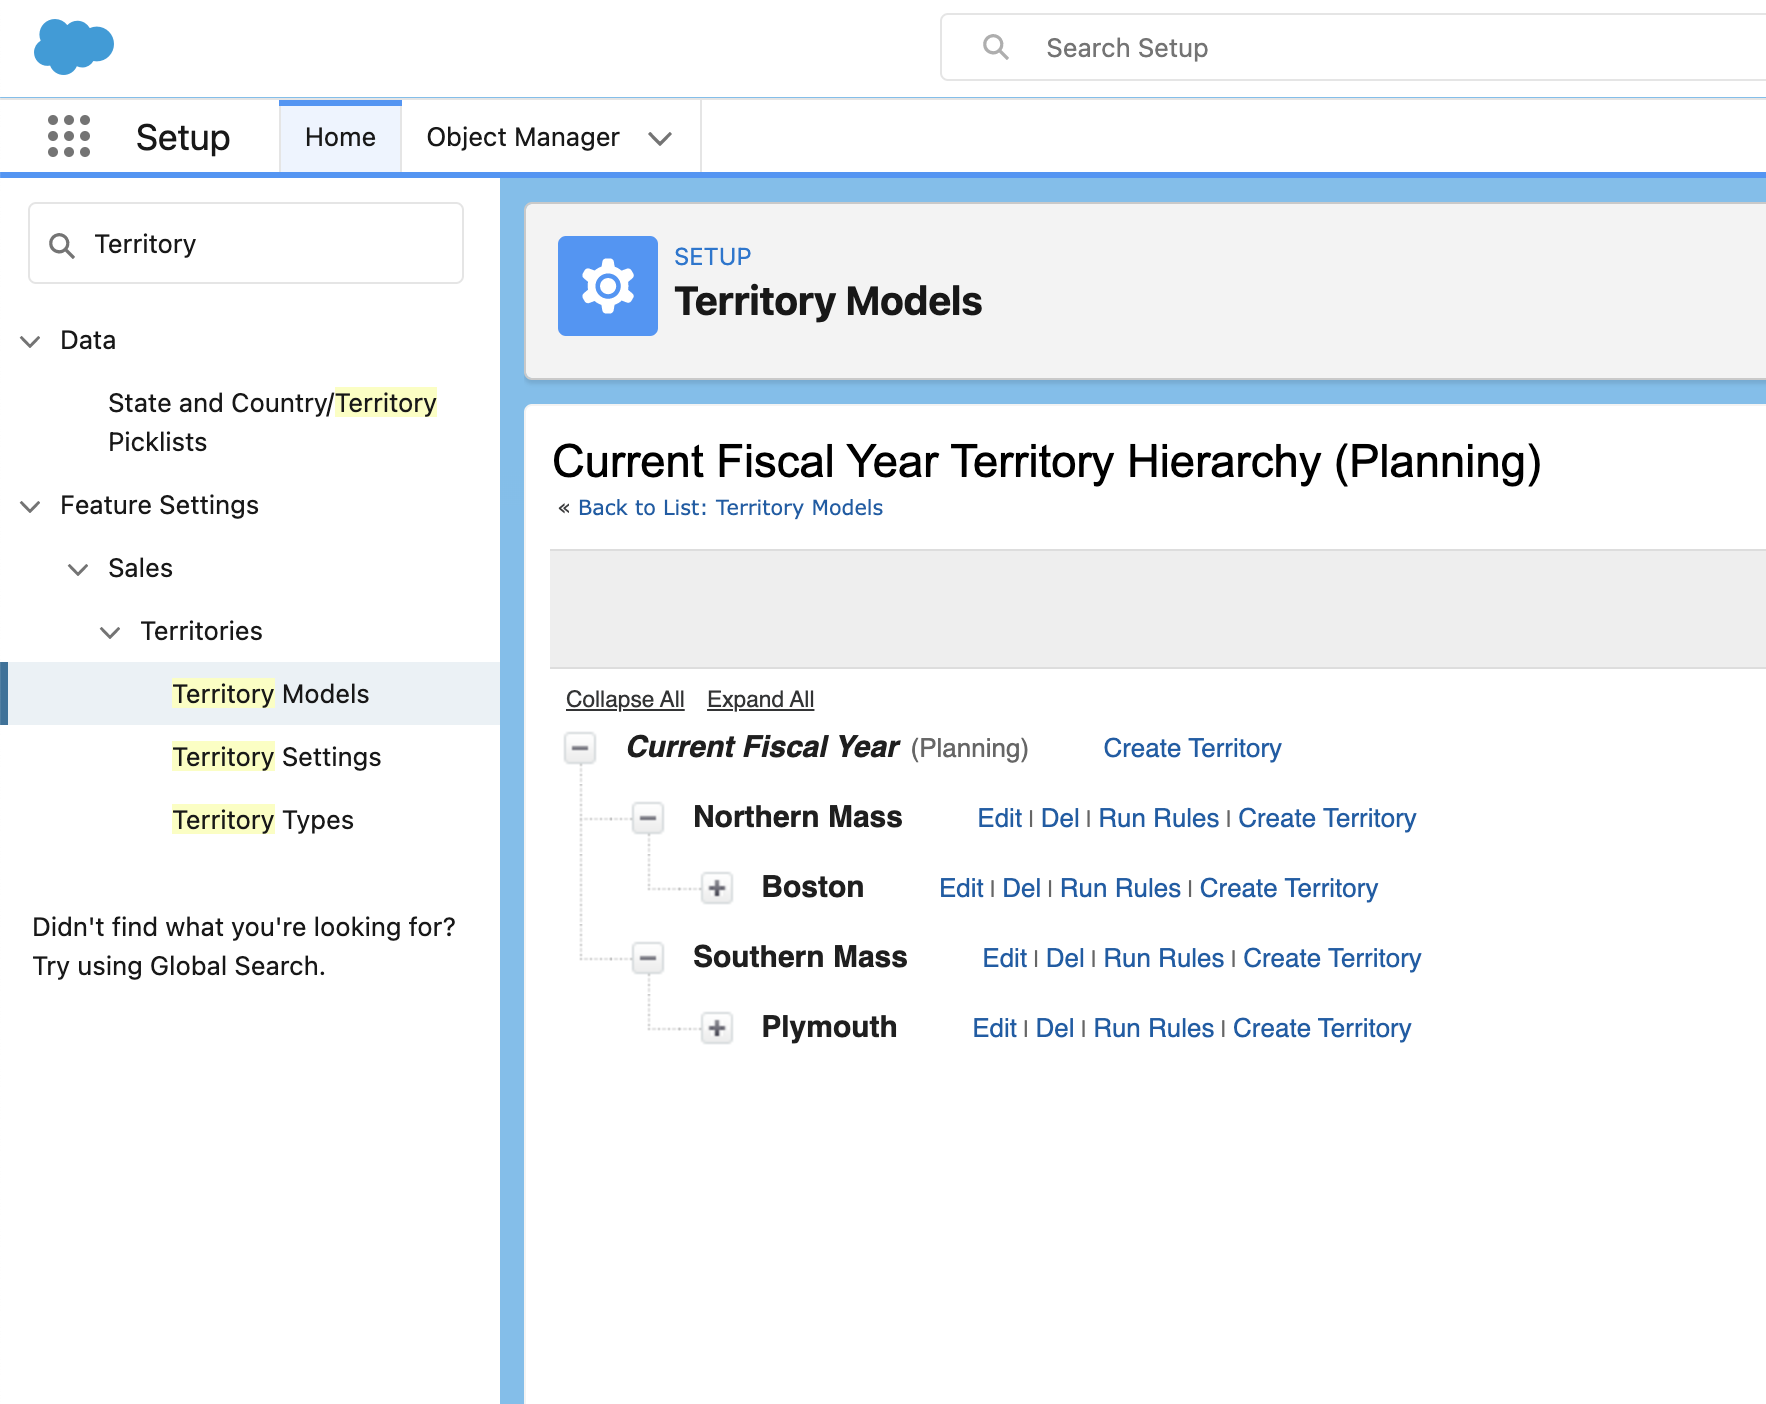 Search Setup
Setup
Home
Object Manager
Territory
Data
State and Country/Territory
Picklists
Feature Settings
Sales
Territories
Territory Models
Territory Settings
Territory Types
Didn't find what you're looking for?
Try using Global Search.
SETUP
Territory Models
Current Fiscal Year Territory Hierarchy (Planning)
« Back to List: Territory Models
Collapse All Expand All
Current Fiscal Year (Planning) Create Territory
Northern Mass Edit | Del | Run Rules | Create Territory
Boston Edit | Del | Run Rules | Create Territory
Southern Mass Edit | Del | Run Rules | Create Territory
Plymouth Edit | Del | Run Rules | Create Territory